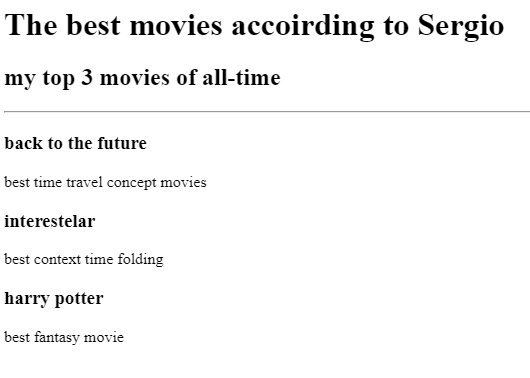 The best movies accoirding to Sergio
my top 3 movies of all-time
back to the future
best time travel concept movies
interestelar
best context time folding
harry potter
best fantasy movie